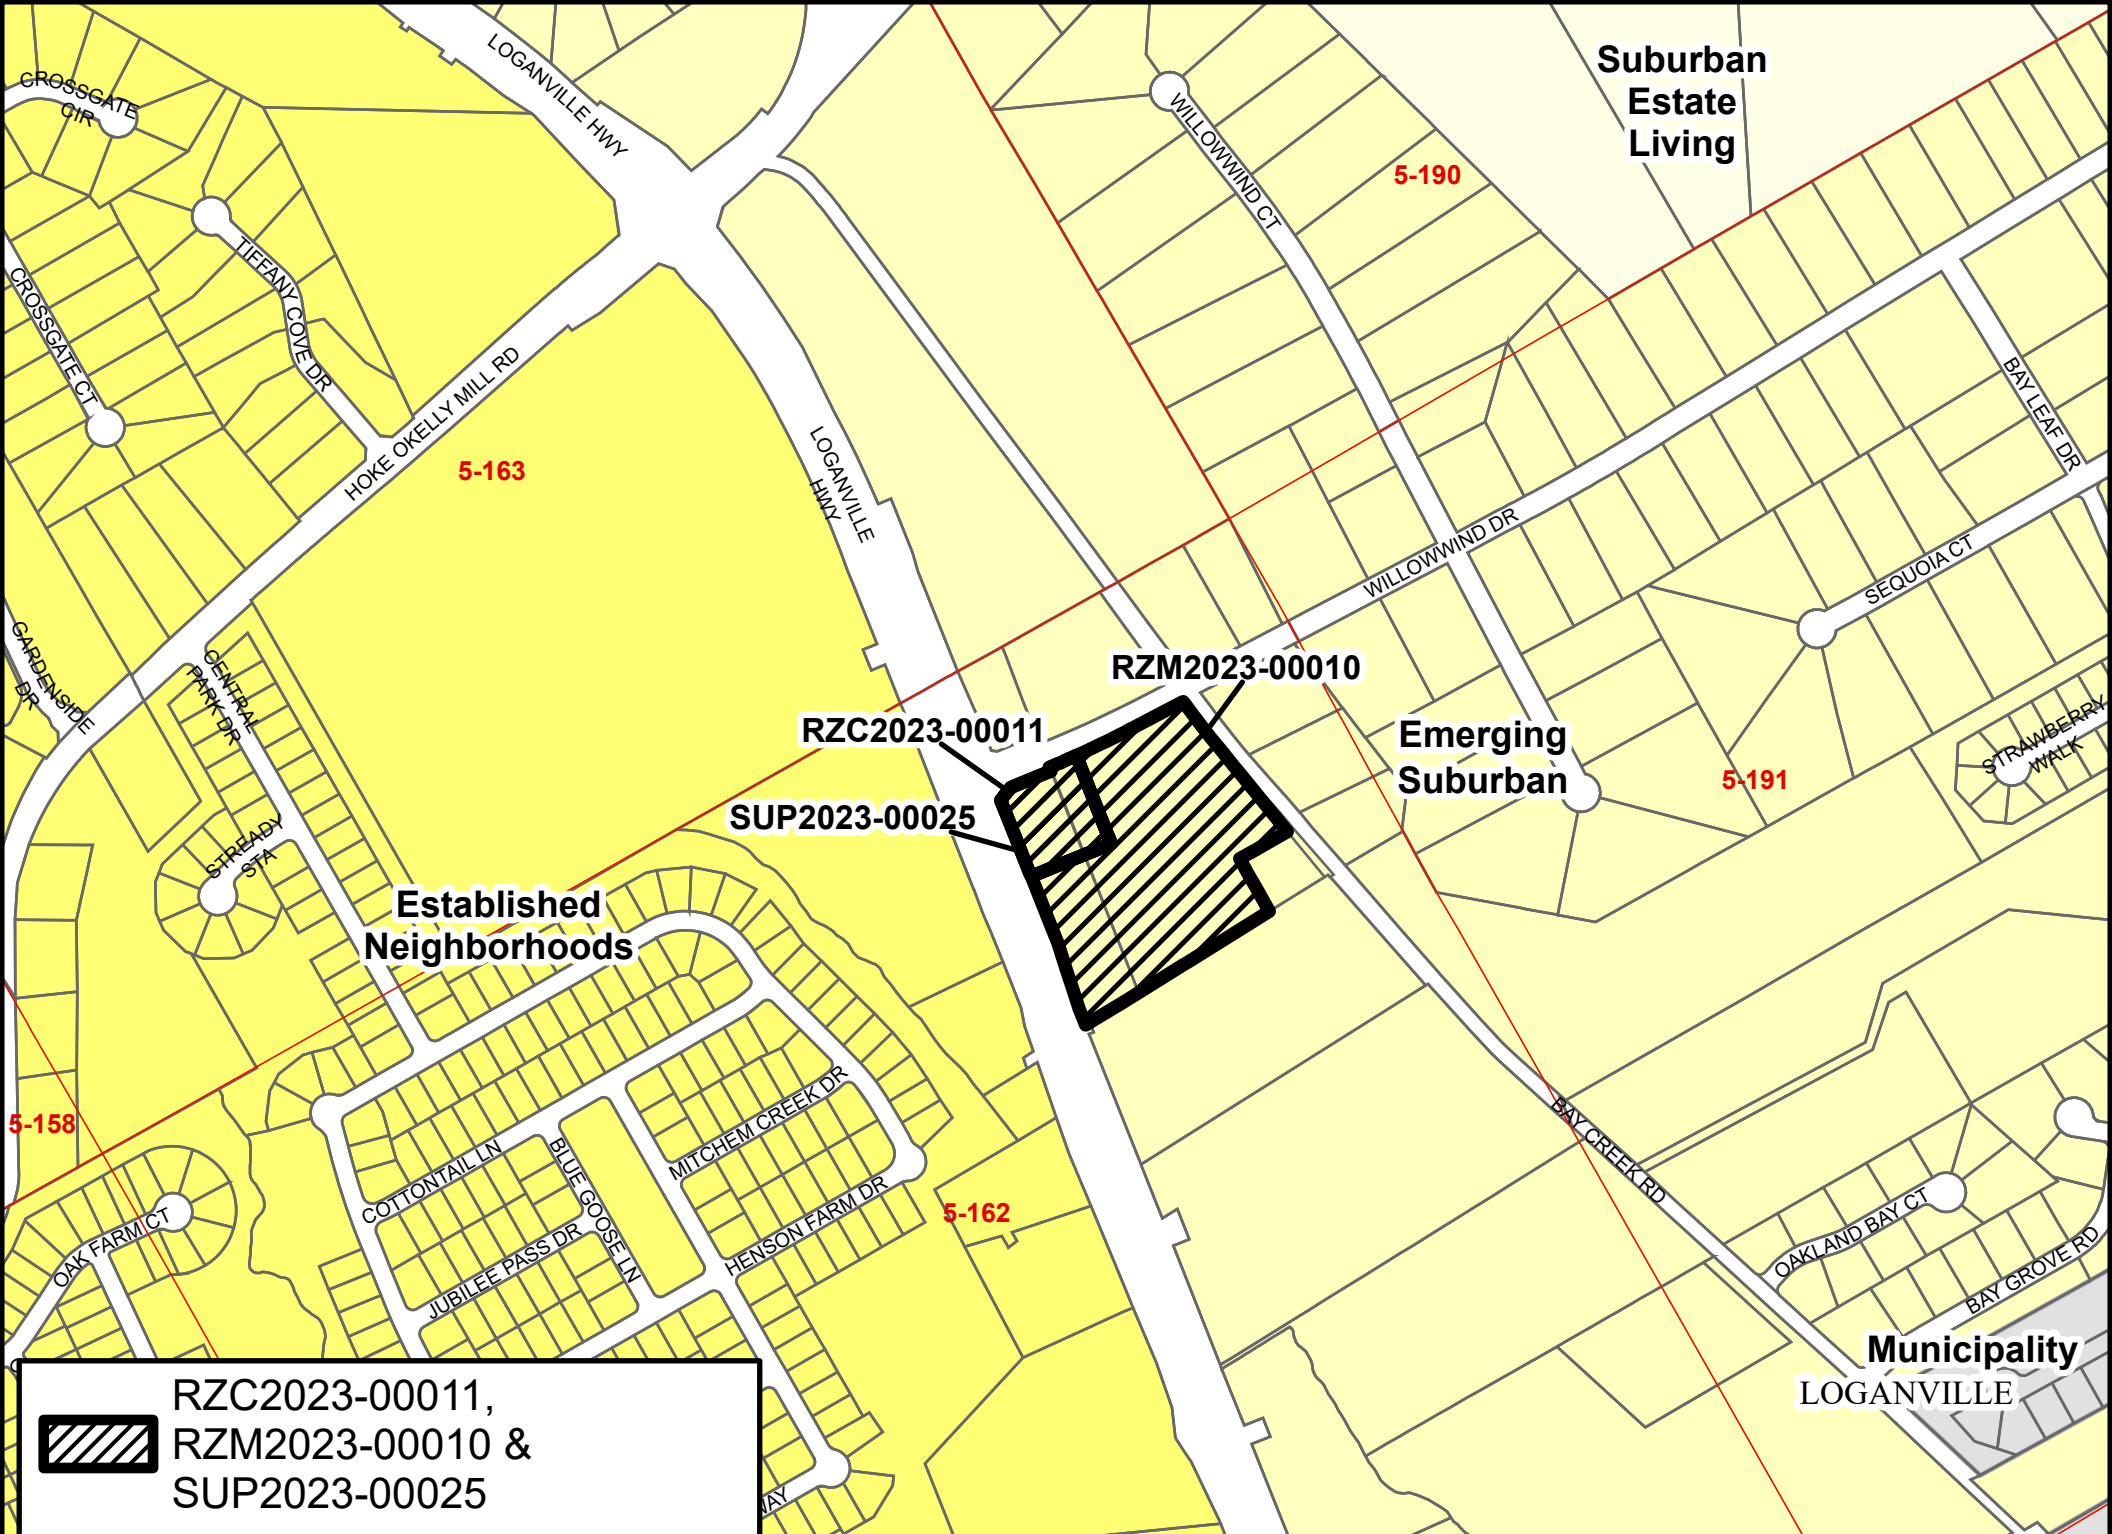 CROSSGATE
CIR
LOGANVILLE HWY
WILLOWWIND CT
Suburban
Estate
Living
5-190
TIFFANY COVE DR
CROSSGATE CT
HOKE OKELLY MILL RD
5-163
LOGANVILLE
HWY
BAY LEAF DR
WILLOWWIND DR
SEQUOIA CT
GARDENSIDE
DR
CENTRAL
PARK DR
RZM2023-00010
RZC2023-00011
SUP2023-00025
Emerging
Suburban
5-191
STRAWBERRY
WALK
STREADY
STA
Established
Neighborhoods
5-158
MITCHEM CREEK DR
COTTONTAIL LN
BLUE GOOSE LN
JUBILEE PASS DR
HENSON FARM DR
5-162
OAK FARM CT
BAY CREEK RD
OAKLAND BAY CT
BAY GROVE RD
Municipality
LOGANVILLE
RZC2023-00011,
RZM2023-00010 &
SUP2023-00025